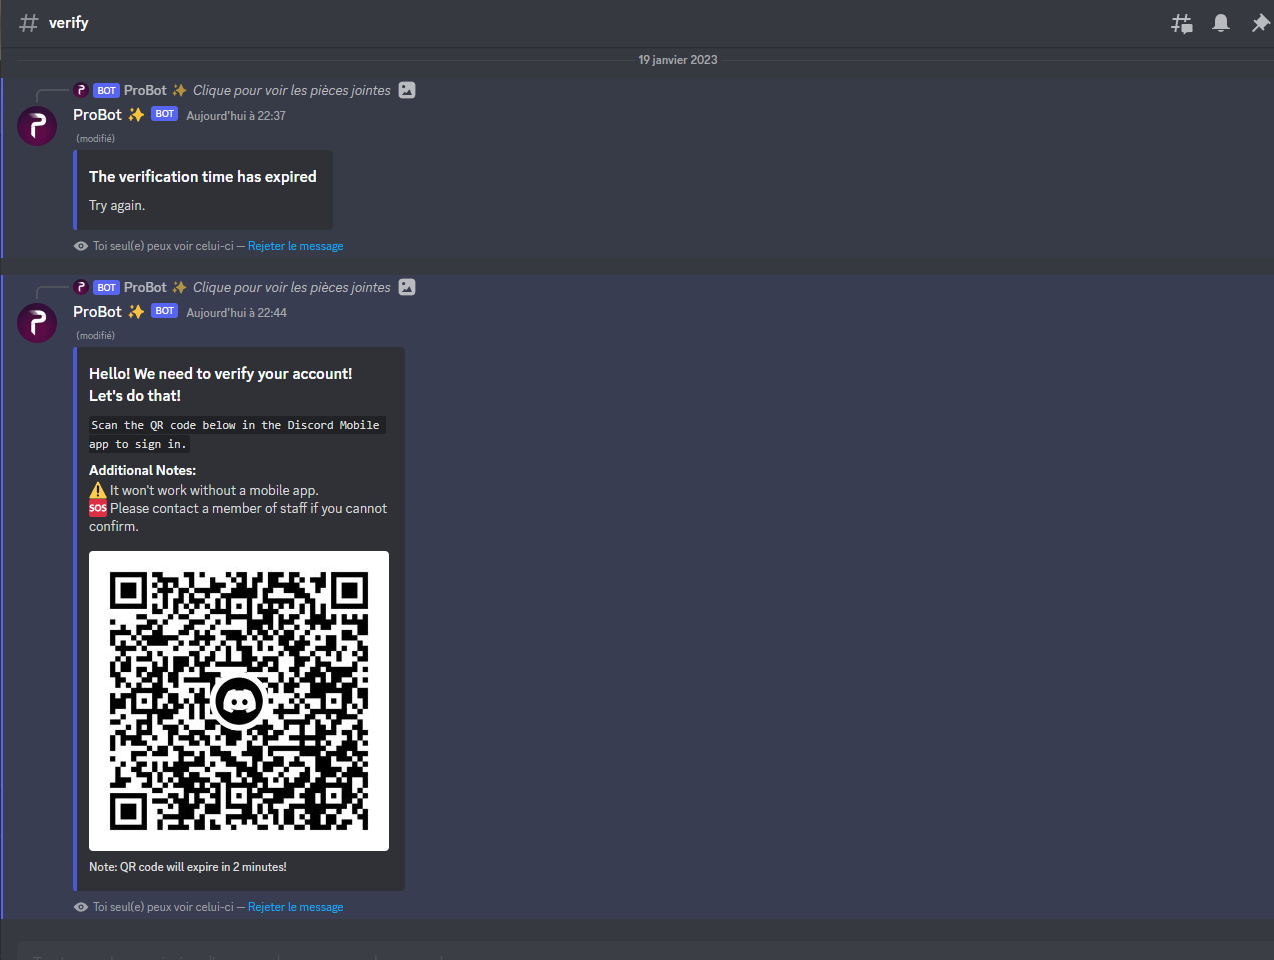 verify
19 janvier 2023
BOT ProBot ✨ Clique pour voir les pièces jointes
ProBot ✨ BOT Aujourd'hui à 22:37
(modifié)
The verification time has expired
Try again.
Toi seul(e) peux voir celui-ci — Rejeter le message
BOT ProBot ✨ Clique pour voir les pièces jointes
ProBot ✨ BOT Aujourd'hui à 22:44
(modifié)
Hello! We need to verify your account!
Let's do that!
Scan the QR code below in the Discord Mobile
app to sign in.
Additional Notes:
⚠️ It won't work without a mobile app.
🆘 Please contact a member of staff if you cannot
confirm.
Note: QR code will expire in 2 minutes!
Toi seul(e) peux voir celui-ci — Rejeter le message